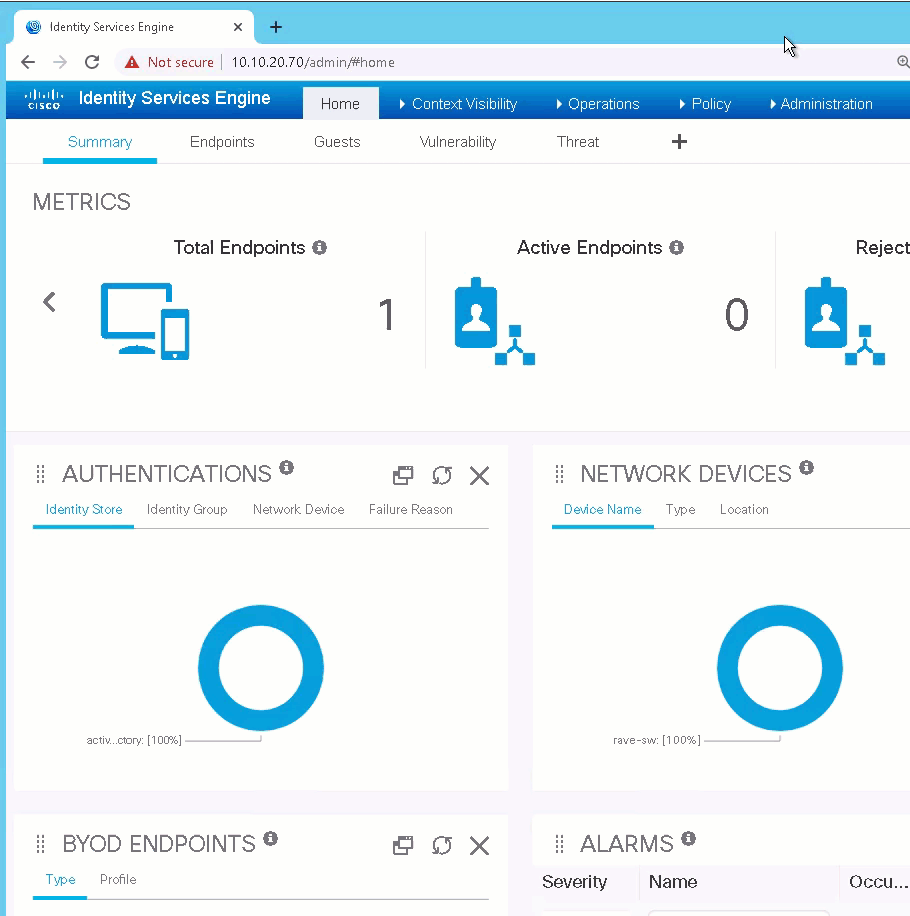 Identity Services Engine
Not secure 10.10.20.70/admin/#home
CISCO Identity Services Engine Home Context Visibility Operations Policy Administration
Summary Endpoints Guests Vulnerability Threat
METRICS
Total Endpoints Active Endpoints Reject
1 0
AUTHENTICATIONS NETWORK DEVICES
Identity Store Identity Group Network Device Failure Reason Device Name Type Location
activ...ctory: [100%] rave-sw: [100%]
BYOD ENDPOINTS ALARMS
Type Profile
Severity Name Occu...